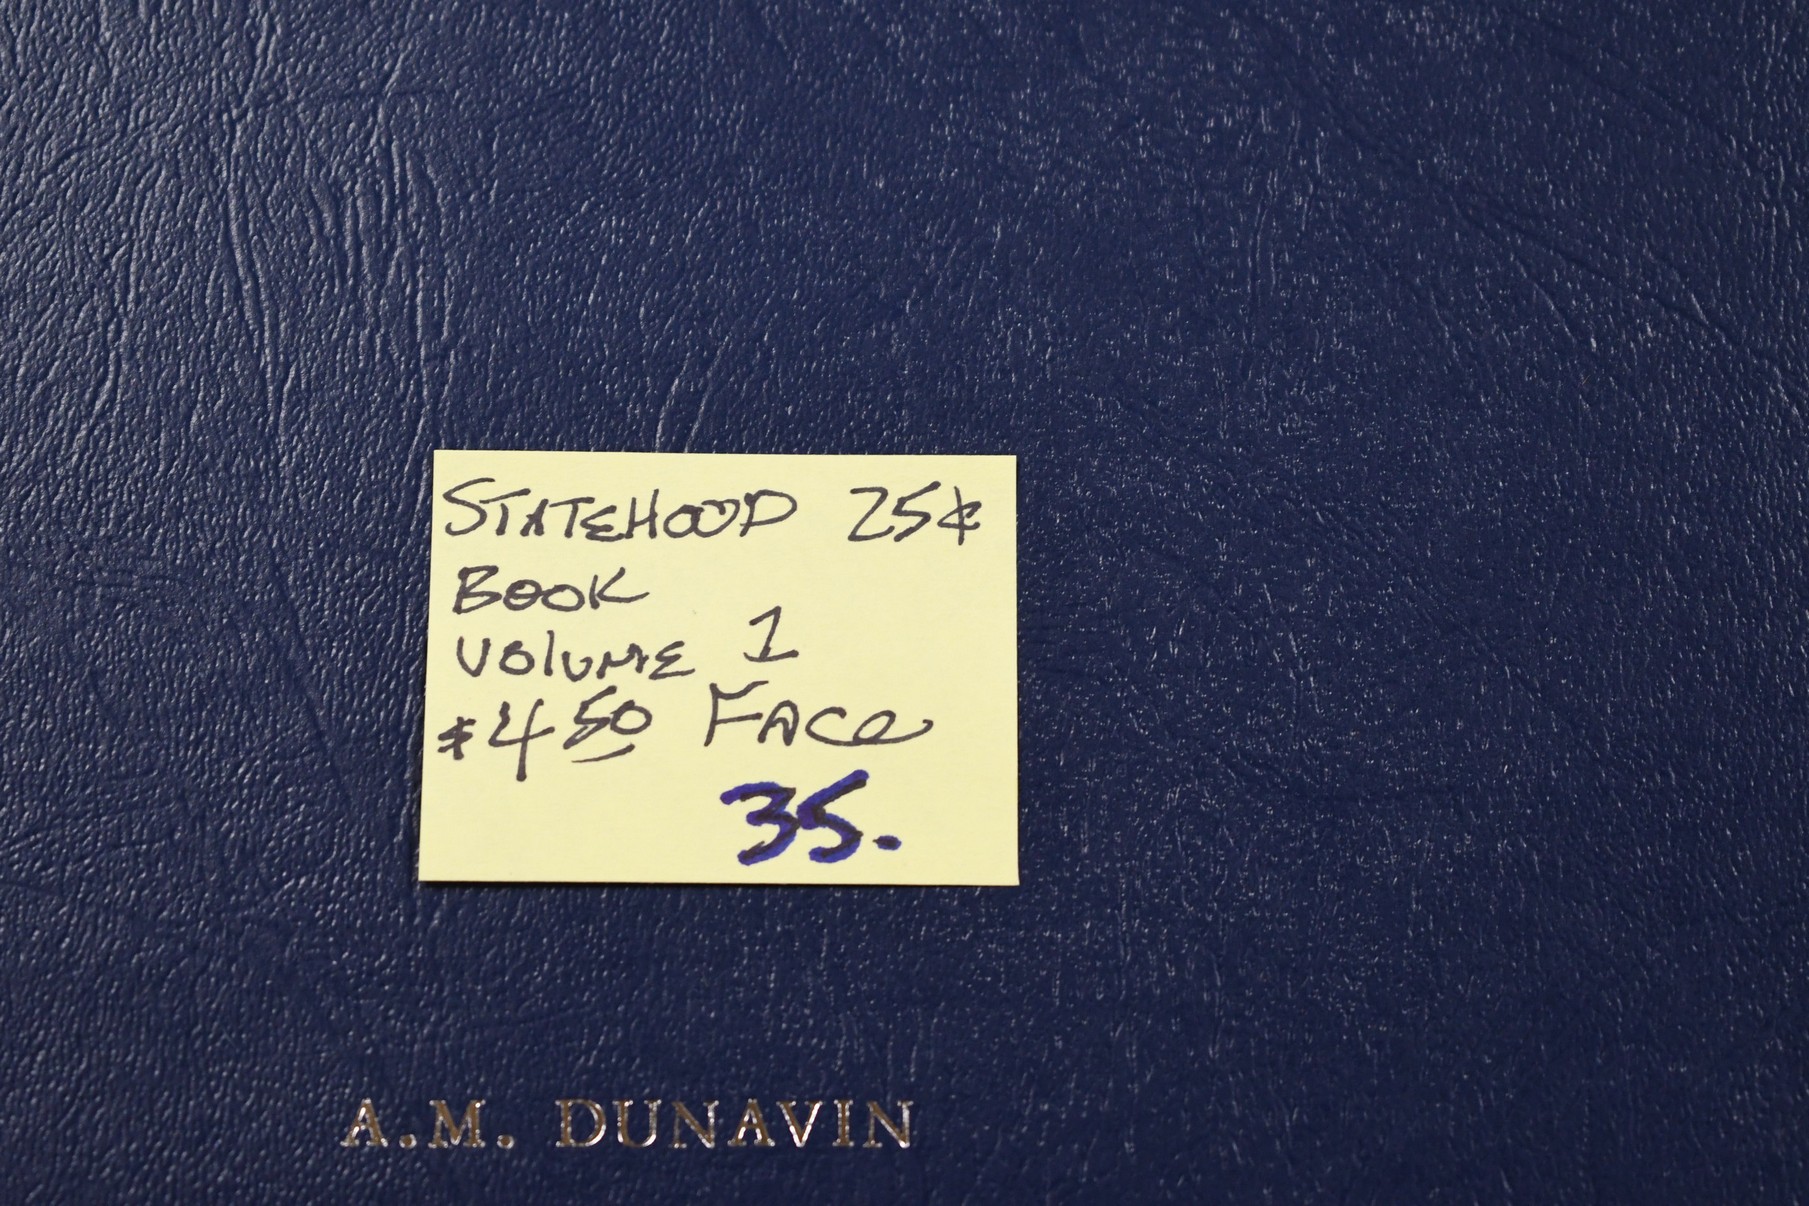 STATEHOOD 25¢
BOOK
VOLUME 1
$4 50 FACE
35.
A.M. DUNAVIN